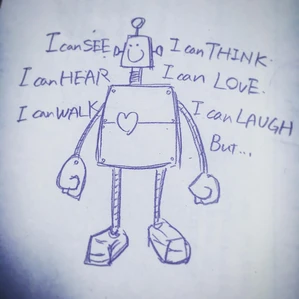 I can SEE
I can HEAR
I can WALK
I can THINK.
I can LOVE.
I can LAUGH
But...